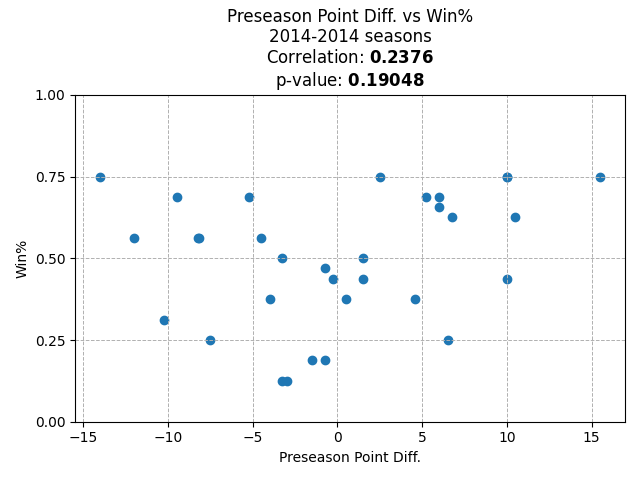 Preseason Point Diff. vs Win%
2014-2014 seasons
Correlation: 0.2376
p-value: 0.19048
1.00
0.75
0.50
0.25
0.00
Win%
−15
−10
−5
0
5
10
15
Preseason Point Diff.